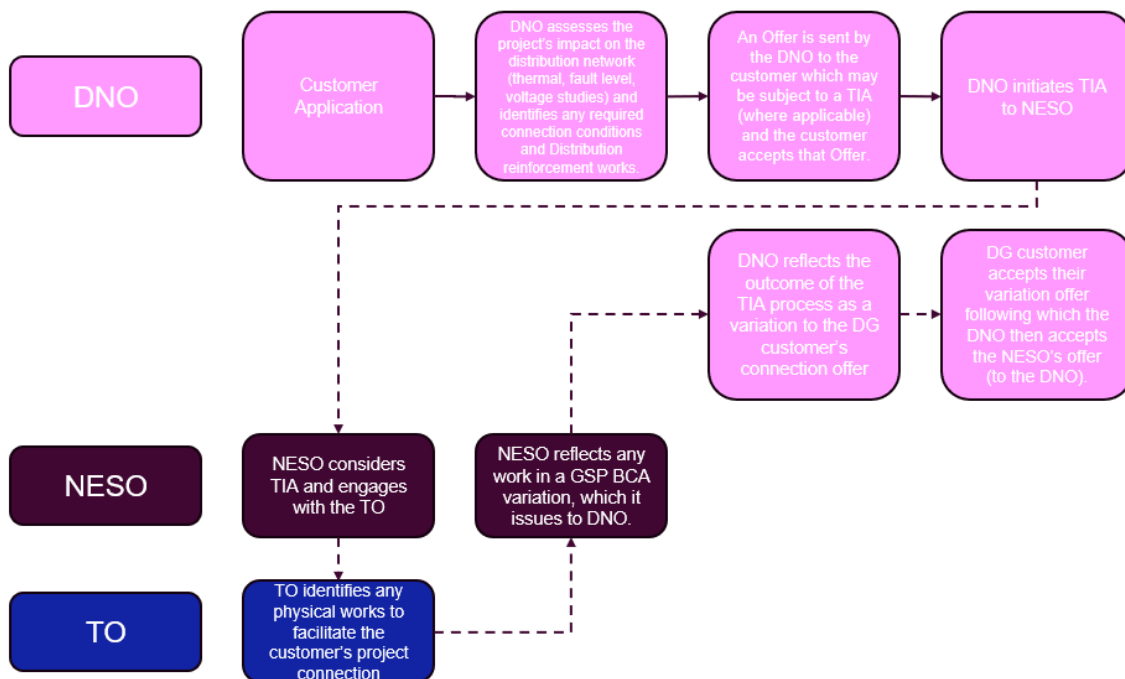 DNO
Customer
Application
DNO assesses the
project's impact on the
distribution network
(thermal, fault level,
voltage studies) and
identifies any required
connection conditions
and Distribution
reinforcement works.
An Offer is sent by
the DNO to the
customer which may
be subject to a TIA
(where applicable)
and the customer
accepts that Offer.
DNO initiates TIA
to NESO
DNO reflects the
outcome of the
TIA process as a
variation to the DG
customer's
connection offer
DG customer
accepts their
variation offer
following which the
DNO then accepts
the NESO's offer
(to the DNO).
NESO
NESO considers
TIA and engages
with the TO
NESO reflects any
work in a GSP BCA
variation, which it
issues to DNO.
TO
TO identifies any
physical works to
facilitate the
customer's project
connection